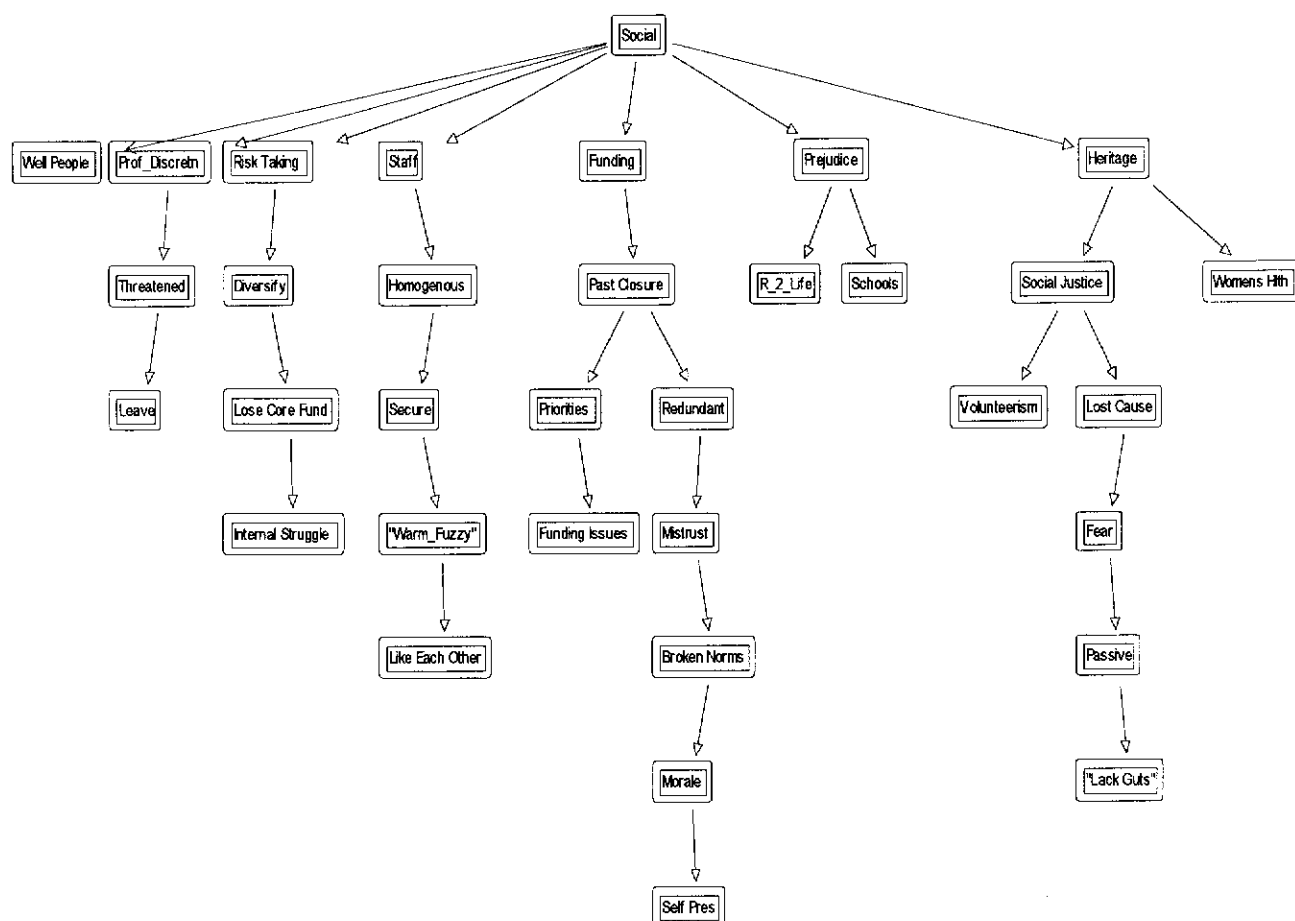 Social
Well People
Prof_Discretn
Risk Taking
Staff
Funding
Prejudice
Heritage
Threatened
Diversify
Homogenous
Past Closure
R_2_Life
Schools
Social Justice
Womens Hlth
Leave
Lose Core Fund
Secure
Priorities
Redundant
Volunteerism
Lost Cause
Internal Struggle
"Warm_Fuzzy"
Funding Issues
Mistrust
Fear
Like Each Other
Broken Norms
Passive
Morale
"Lack Guts"
Self Pres